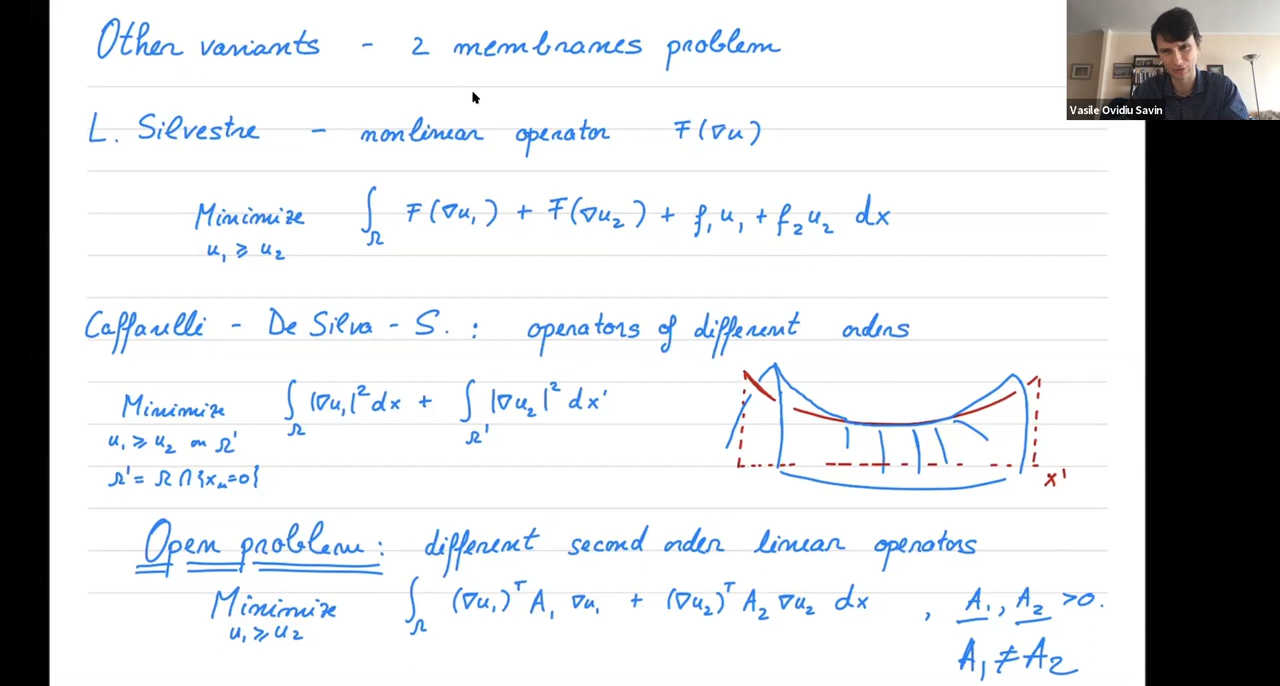 Other variants - 2 membranes problem
Vasile Ovidiu Savin
L. Silvestre - nonlinear operator F(∇u)
Minimize ∫_Ω F(∇u₁) + F(∇u₂) + f₁u₁ + f₂u₂ dx
u₁ ≥ u₂
Caffarelli - De Silva - S. : operators of different orders
Minimize ∫_Ω |∇u₁|² dx + ∫_Ω' |∇u₂|² dx'
u₁ ≥ u₂ on Ω'
Ω' = Ω ∩ {xₙ=0}
x'
Open problem: different second order linear operators
Minimize ∫_Ω (∇u₁)ᵀ A₁ ∇u₁ + (∇u₂)ᵀ A₂ ∇u₂ dx , A₁, A₂ >0.
u₁ ≥ u₂
A₁ ≠ A₂